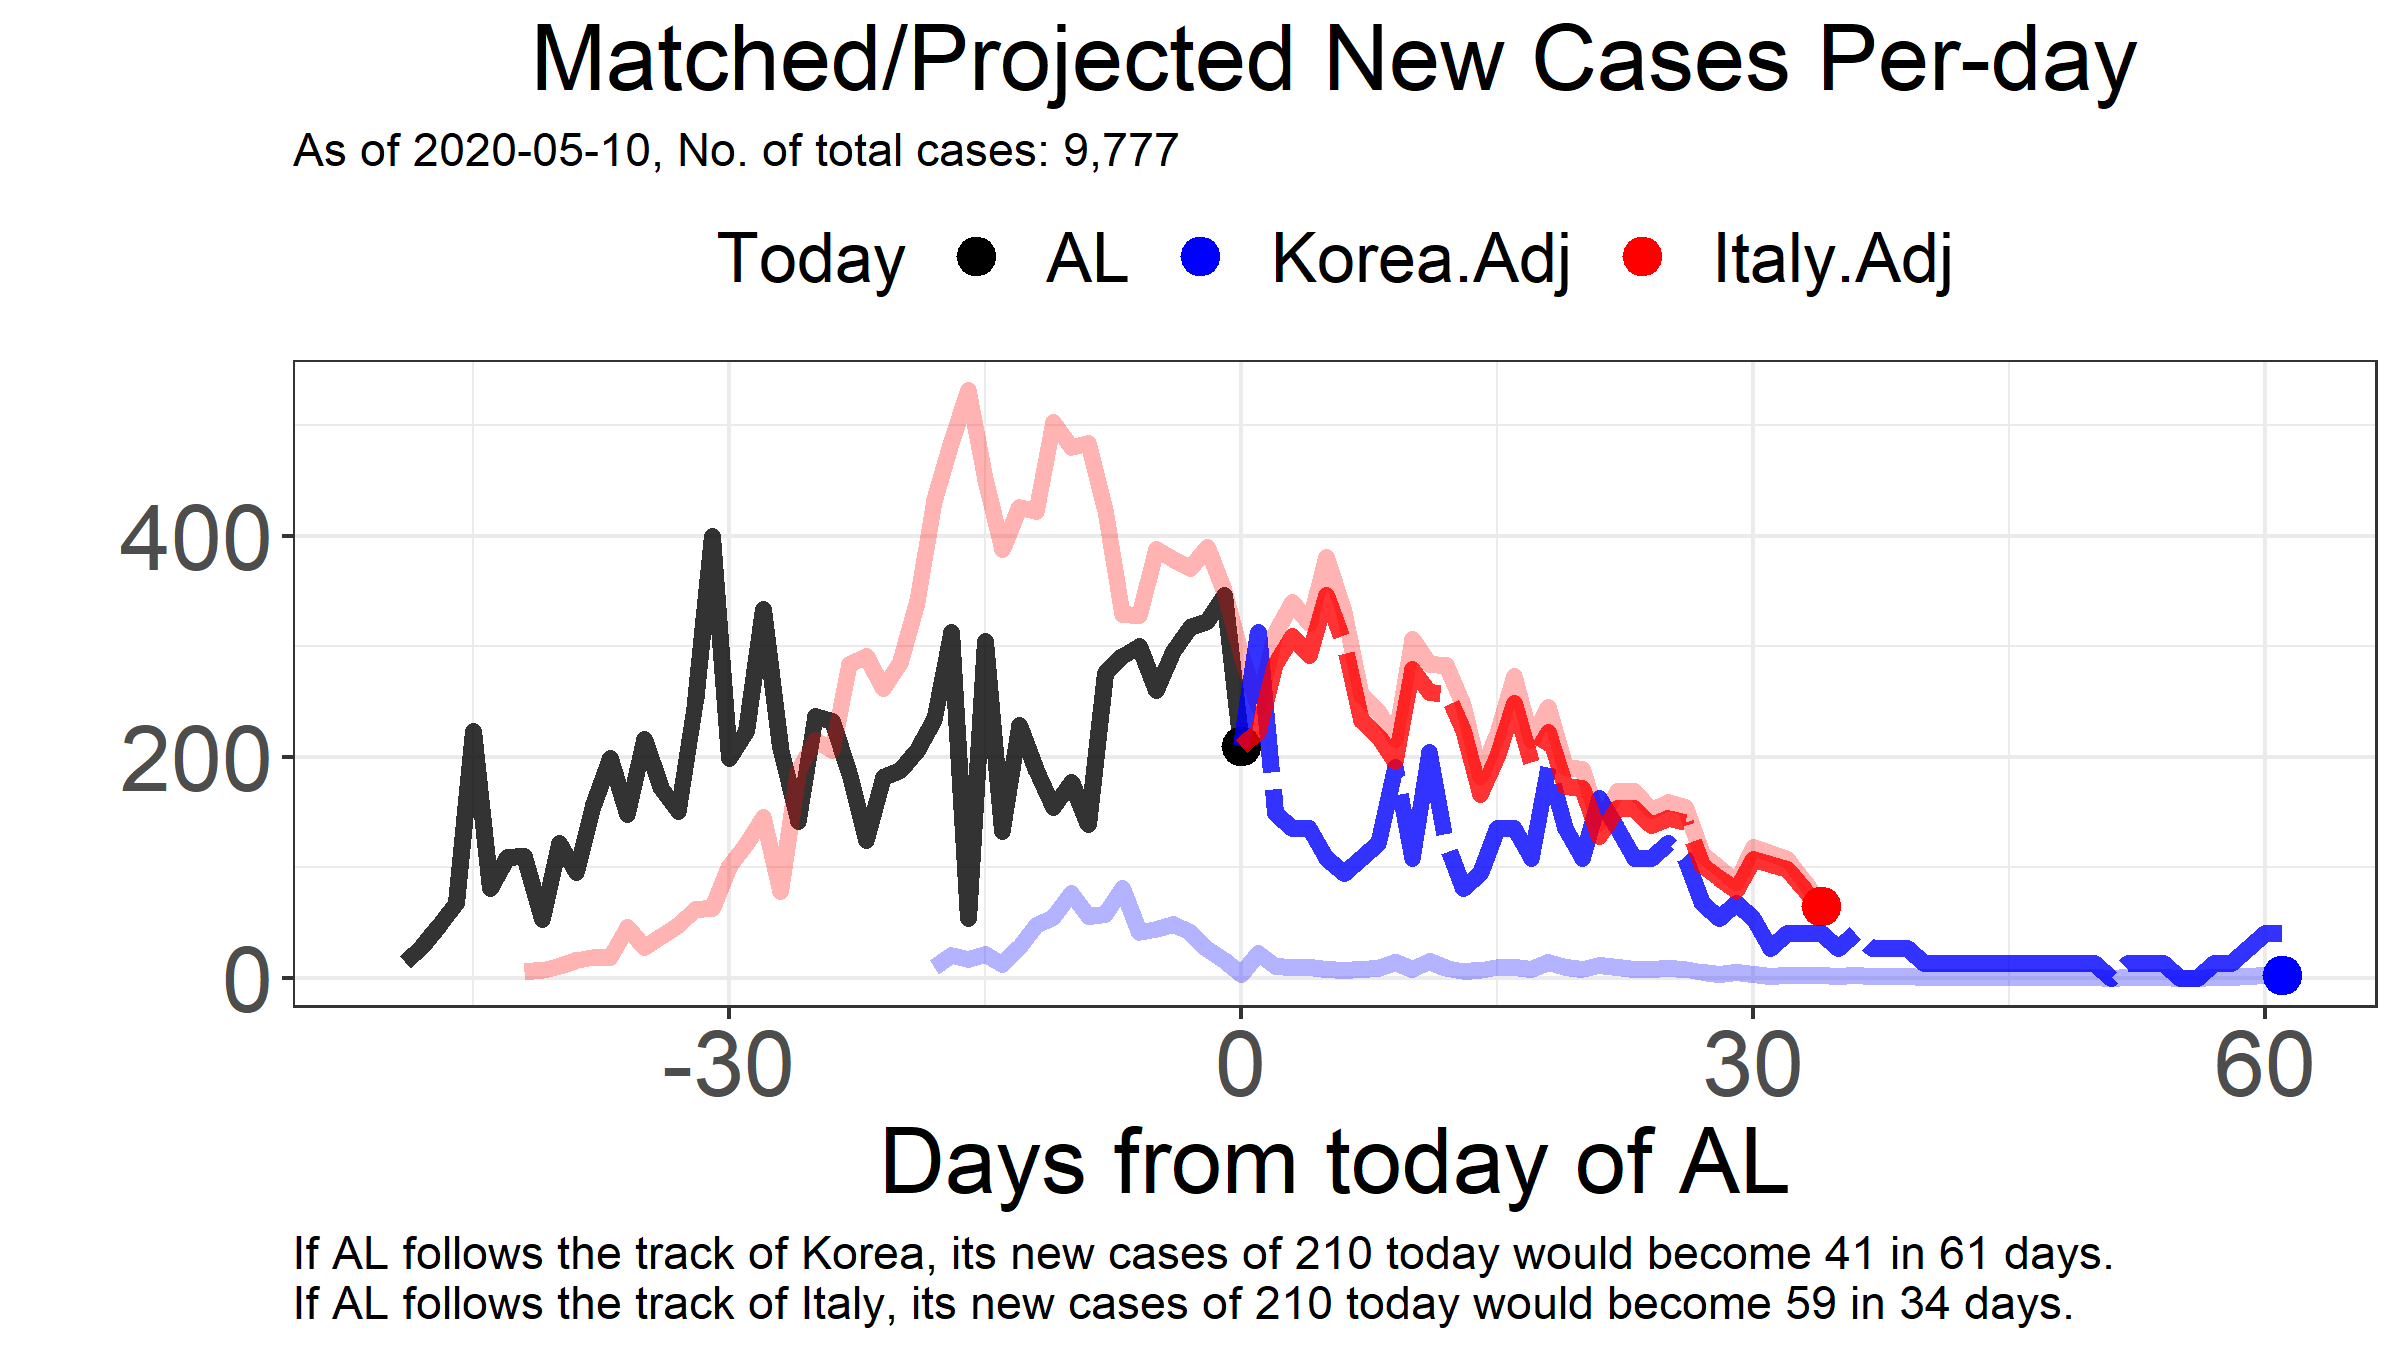 Matched/Projected New Cases Per-day
As of 2020-05-10, No. of total cases: 9,777
Today AL Korea.Adj Italy.Adj
400
200
0
-30 0 30 60
Days from today of AL
If AL follows the track of Korea, its new cases of 210 today would become 41 in 61 days.
If AL follows the track of Italy, its new cases of 210 today would become 59 in 34 days.